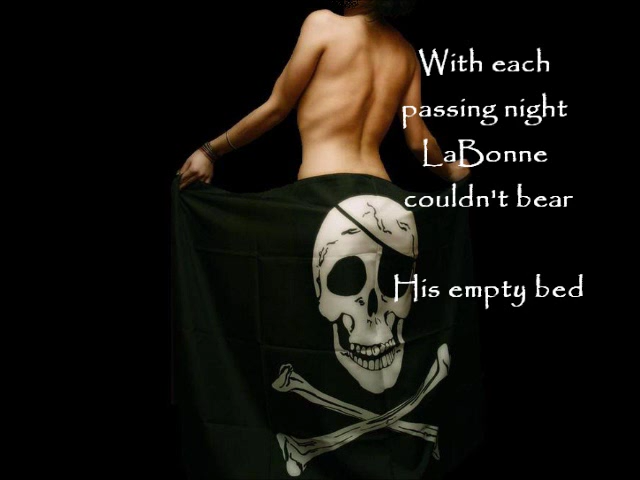 With each
passing night
LaBonne
couldn't bear
His empty bed